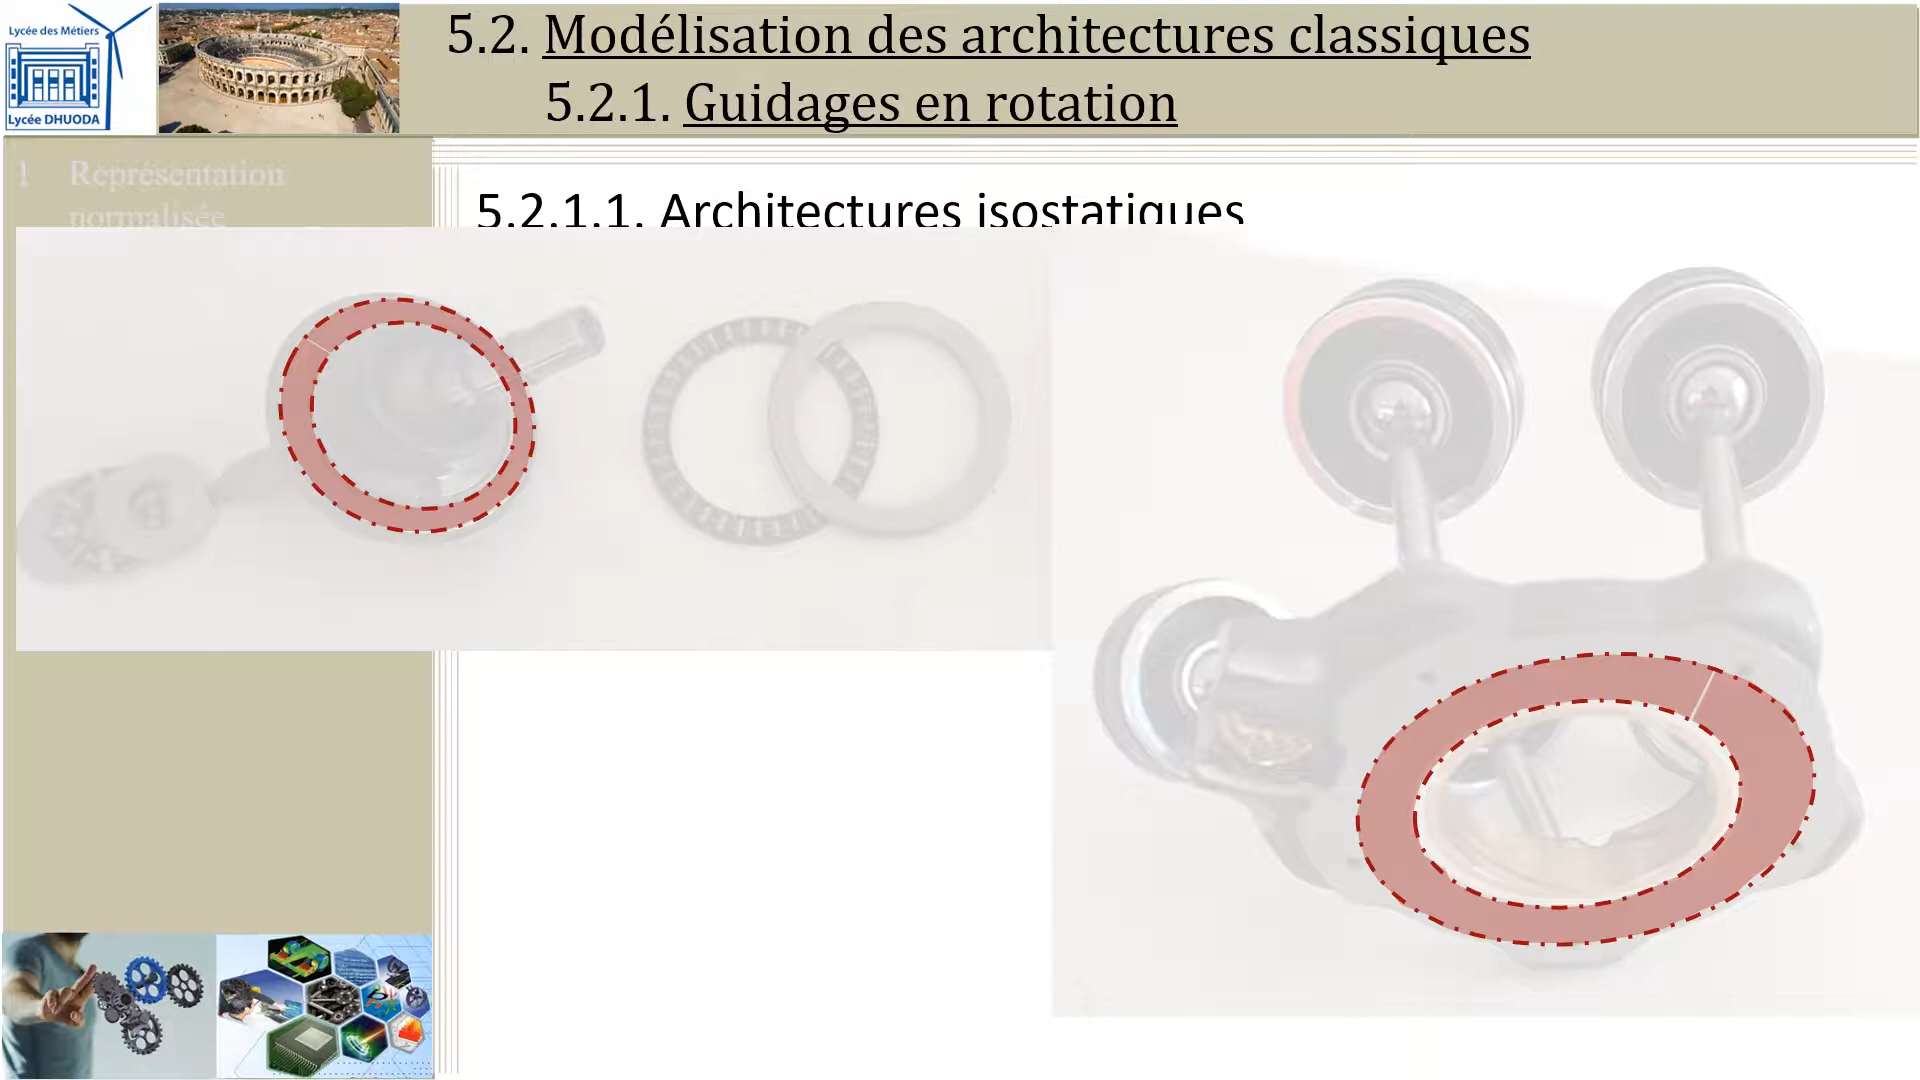 Lycée des Métiers
Lycée DHUODA
5.2. Modélisation des architectures classiques
5.2.1. Guidages en rotation
1 Représentation
normalisée
5.2.1.1. Architectures isostatiques